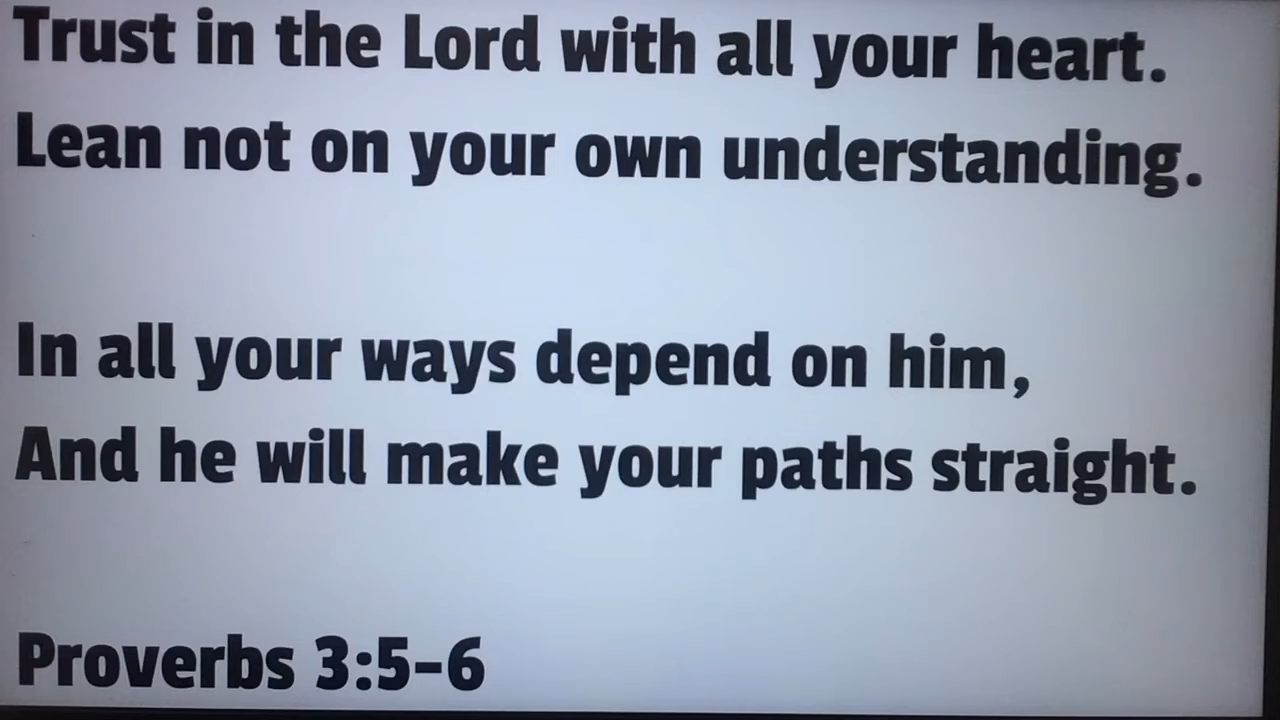 Trust in the Lord with all your heart.
Lean not on your own understanding.
In all your ways depend on him,
And he will make your paths straight.
Proverbs 3:5-6